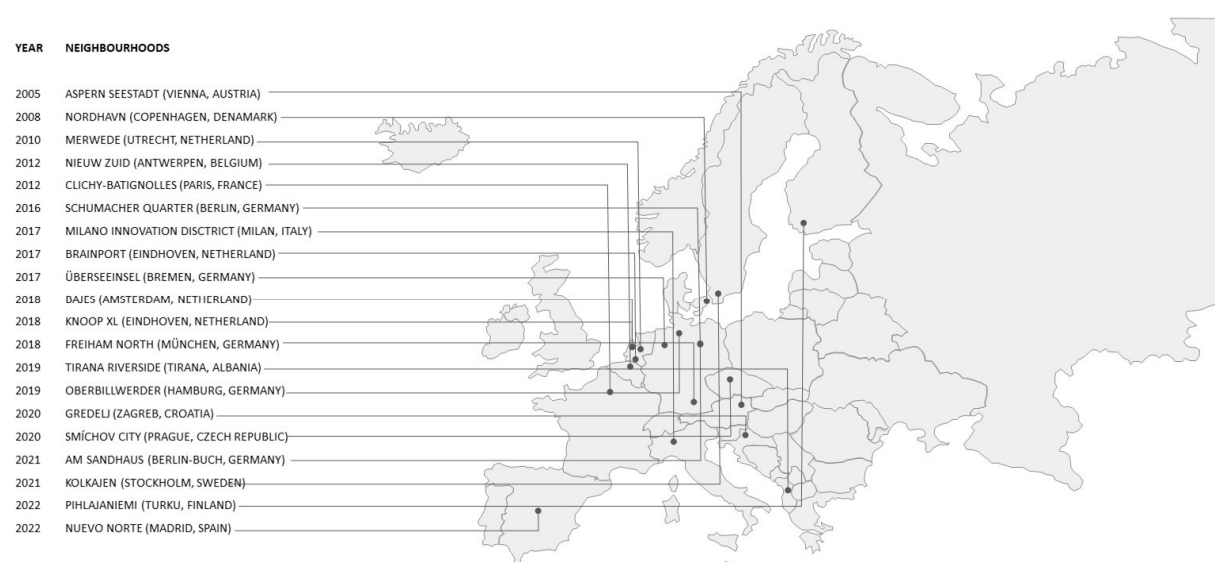 YEAR NEIGHBOURHOODS
2005 ASPERN SEESTADT (VIENNA, AUSTRIA)
2008 NORDHAVN (COPENHAGEN, DENAMARK)
2010 MERWEDE (UTRECHT, NETHERLAND)
2012 NIEUW ZUID (ANTWERPEN, BELGIUM)
2012 CLICHY-BATIGNOLLES (PARIS, FRANCE)
2016 SCHUMACHER QUARTER (BERLIN, GERMANY)
2017 MILANO INNOVATION DISCTRICT (MILAN, ITALY)
2017 BRAINPORT (EINDHOVEN, NETHERLAND)
2017 ÜBERSEEINSEL (BREMEN, GERMANY)
2018 BAJES (AMSTERDAM, NETHERLAND)
2018 KNOOP XL (EINDHOVEN, NETHERLAND)
2018 FREIHAM NORTH (MÜNCHEN, GERMANY)
2019 TIRANA RIVERSIDE (TIRANA, ALBANIA)
2019 OBERBILLWERDER (HAMBURG, GERMANY)
2020 GREDELJ (ZAGREB, CROATIA)
2020 SMÍCHOV CITY (PRAGUE, CZECH REPUBLIC)
2021 AM SANDHAUS (BERLIN-BUCH, GERMANY)
2021 KOLKAJEN (STOCKHOLM, SWEDEN)
2022 PIHLAJANIEMI (TURKU, FINLAND)
2022 NUEVO NORTE (MADRID, SPAIN)